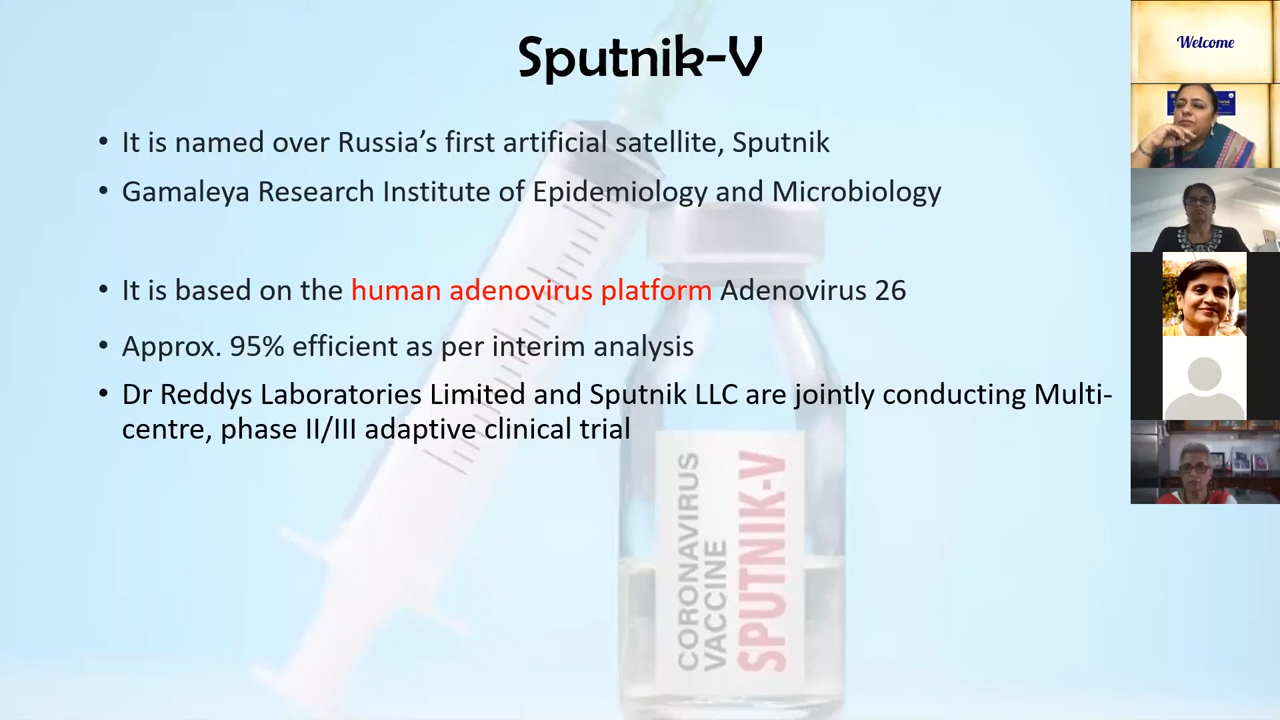 Sputnik-V
• It is named over Russia's first artificial satellite, Sputnik
• Gamaleya Research Institute of Epidemiology and Microbiology
• It is based on the human adenovirus platform Adenovirus 26
• Approx. 95% efficient as per interim analysis
• Dr Reddys Laboratories Limited and Sputnik LLC are jointly conducting Multi-
centre, phase II/III adaptive clinical trial
CORONAVIRUS
VACCINE
SPUTNIK-V
Welcome